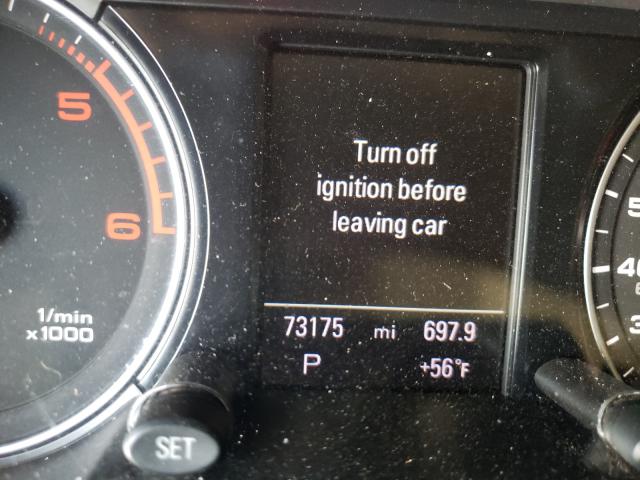 5
Turn off
ignition before
leaving car
6
1/min
x1000
73175 mi 697.9
P +56°F
SET